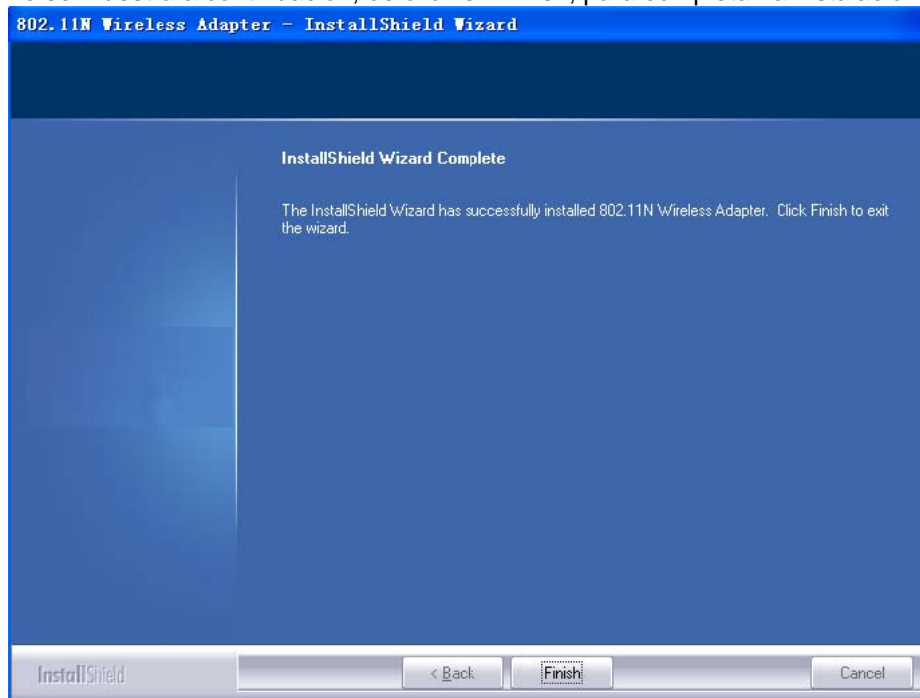 802.11N Wireless Adapter - InstallShield Wizard
InstallShield Wizard Complete
The InstallShield Wizard has successfully installed 802.11N Wireless Adapter. Click Finish to exit
the wizard.
InstallShield
< Back
Finish
Cancel